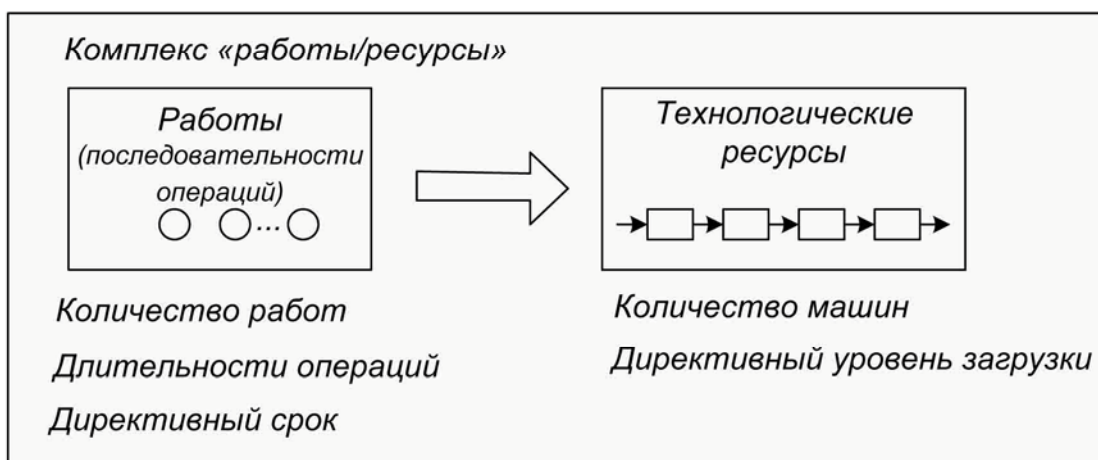 Комплекс «работы/ресурсы»
Работы
(последовательности
операций)
...
Технологические
ресурсы
Количество работ
Длительности операций
Директивный срок
Количество машин
Директивный уровень загрузки